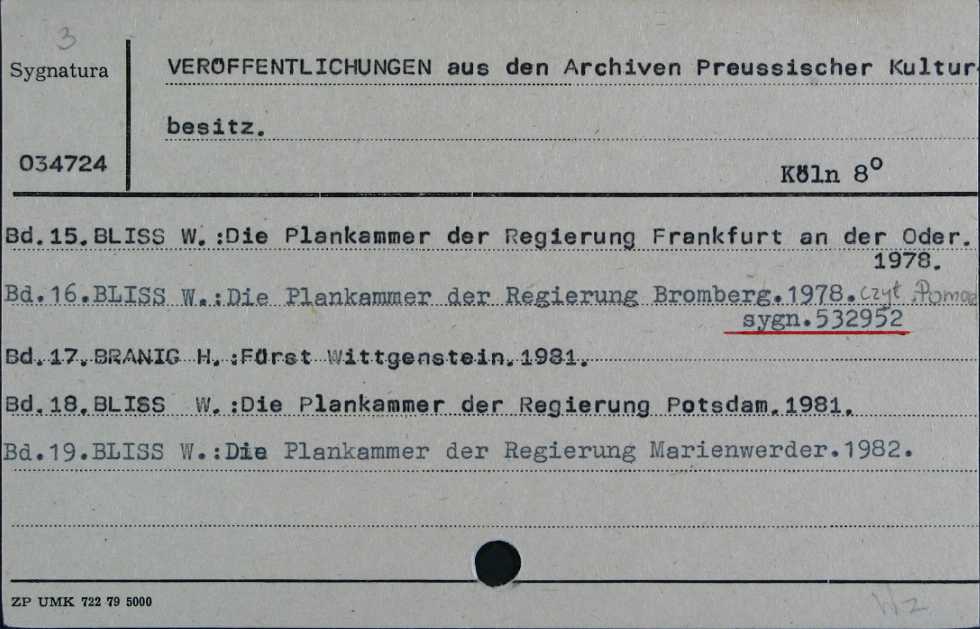 3
Sygnatura
VERÖFFENTLICHUNGEN aus den Archiven Preussischer Kultur-
besitz.
034724
Köln 8°
Bd.15.BLISS W.:Die Plankammer der Regierung Frankfurt an der Oder.
1978.
Bd.16.BLISS W.:Die Plankammer der Regierung Bromberg.1978. czyt. Pomor
sygn.532952
Bd.17.BRANIG H.:Fürst Wittgenstein.1981.
Bd.18.BLISS W.:Die Plankammer der Regierung Potsdam.1981.
Bd.19.BLISS W.:Die Plankammer der Regierung Marienwerder.1982.
ZP UMK 722 79 5000